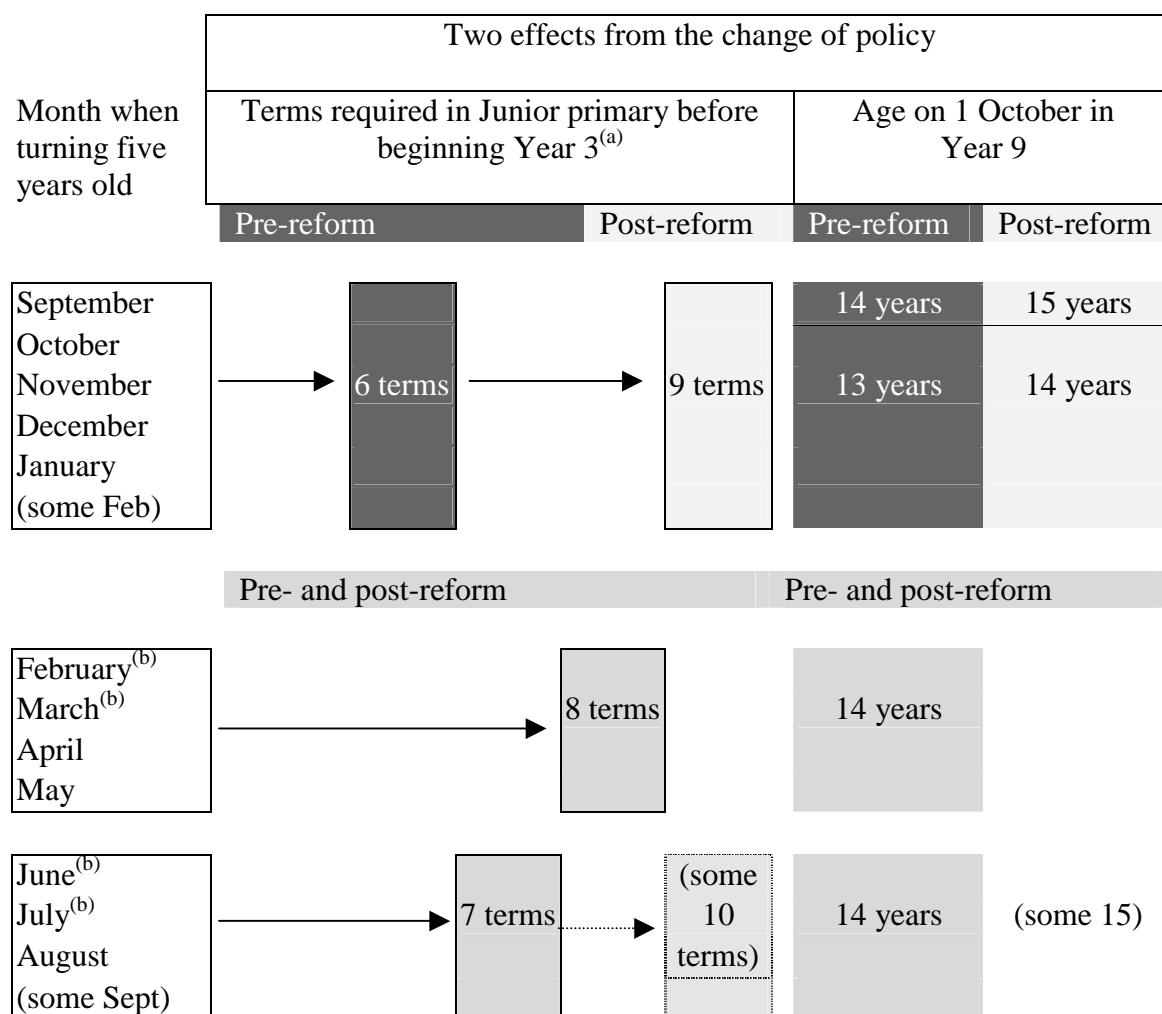 Two effects from the change of policy
Month when turning five years old
Terms required in Junior primary before beginning Year 3(a)
Age on 1 October in Year 9
Pre-reform
Post-reform
Pre-reform
Post-reform
September
October
November
December
January
(some Feb)
6 terms
9 terms
14 years
15 years
13 years
14 years
Pre- and post-reform
Pre- and post-reform
February(b)
March(b)
April
May
8 terms
14 years
June(b)
July(b)
August
(some Sept)
7 terms
(some
10
terms)
14 years
(some 15)